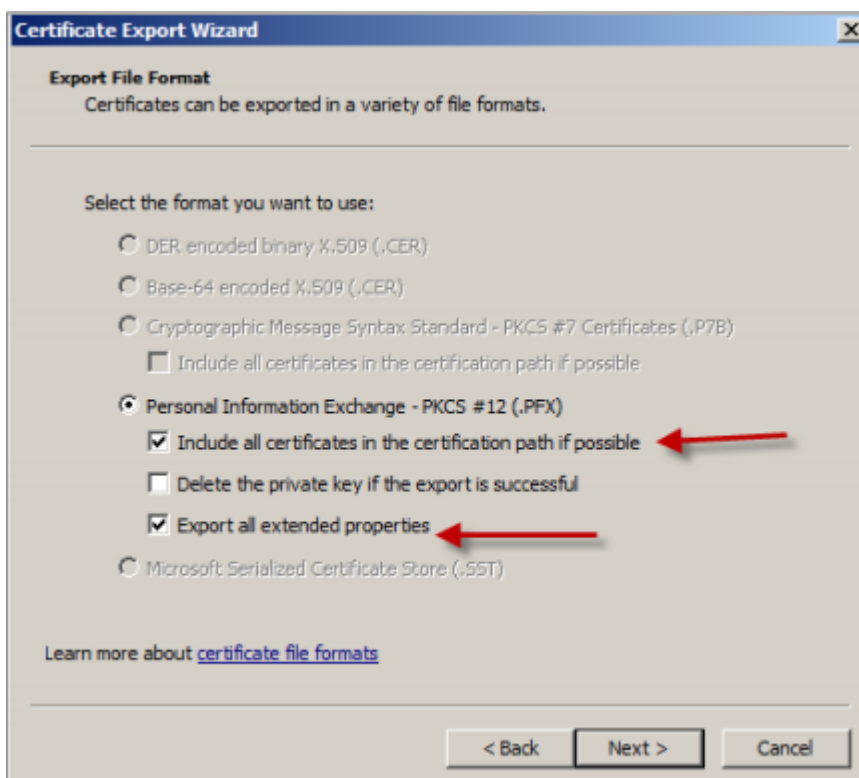 Certificate Export Wizard
Export File Format
Certificates can be exported in a variety of file formats.
Select the format you want to use:
DER encoded binary X.509 (.CER)
Base-64 encoded X.509 (.CER)
Cryptographic Message Syntax Standard - PKCS #7 Certificates (.P7B)
Include all certificates in the certification path if possible
Personal Information Exchange - PKCS #12 (.PFX)
Include all certificates in the certification path if possible
Delete the private key if the export is successful
Export all extended properties
Microsoft Serialized Certificate Store (.SST)
Learn more about certificate file formats
< Back Next > Cancel